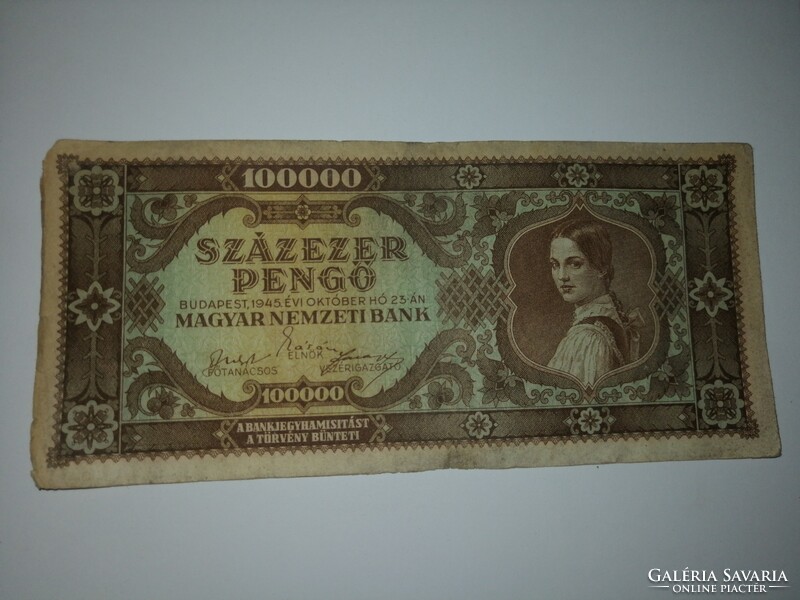 100000
SZÁZEZER
PENGŐ
BUDAPEST, 1945. ÉVI OKTÓBER HÓ 23-ÁN
MAGYAR NEMZETI BANK
ELNÖK
FŐTANÁCSOS VEZÉRIGAZGATÓ
100000
A BANKJEGYHAMISITÁST
A TÖRVÉNY BÜNTETI
GALÉRIA SAVARIA
ONLINE PIACTÉR